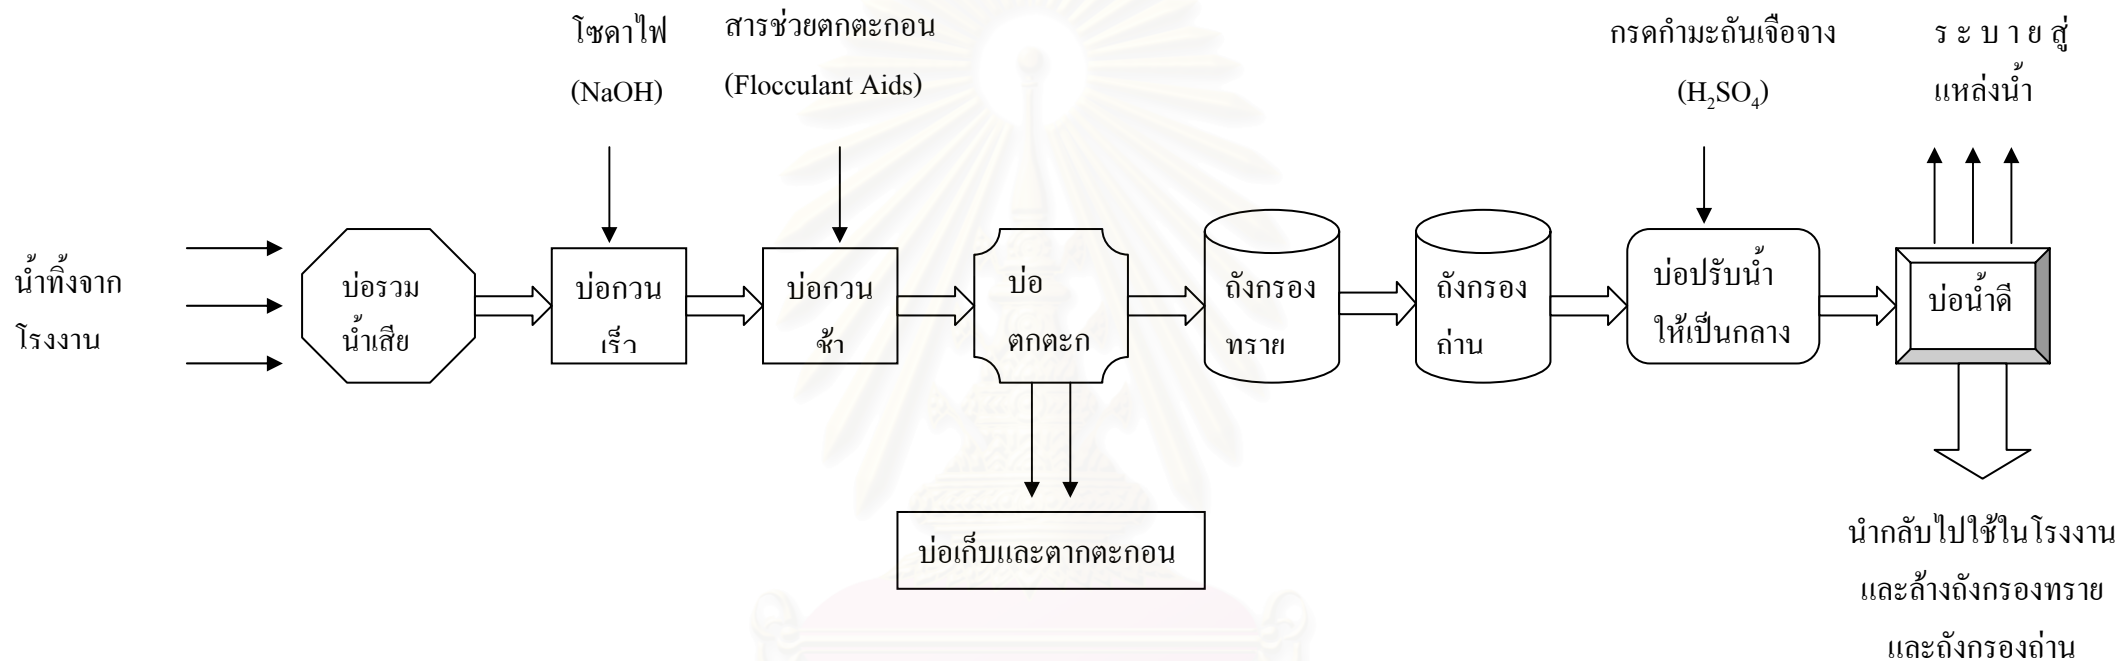 โซดาไฟ
(NaOH)
สารช่วยตกตะกอน
(Flocculant Aids)
กรดกำมะถันเจือจาง
(H₂SO₄)
ร ะ บ า ย สู่
แหล่งน้ำ
น้ำทิ้งจาก
โรงงาน
บ่อรวม
น้ำเสีย
บ่อกวน
เร็ว
บ่อกวน
ช้า
บ่อ
ตกตะก
ถังกรอง
ทราย
ถังกรอง
ถ่าน
บ่อปรับน้ำ
ให้เป็นกลาง
บ่อน้ำดี
บ่อเก็บและตากตะกอน
นำกลับไปใช้ในโรงงาน
และล้างถังกรองทราย
และถังกรองถ่าน